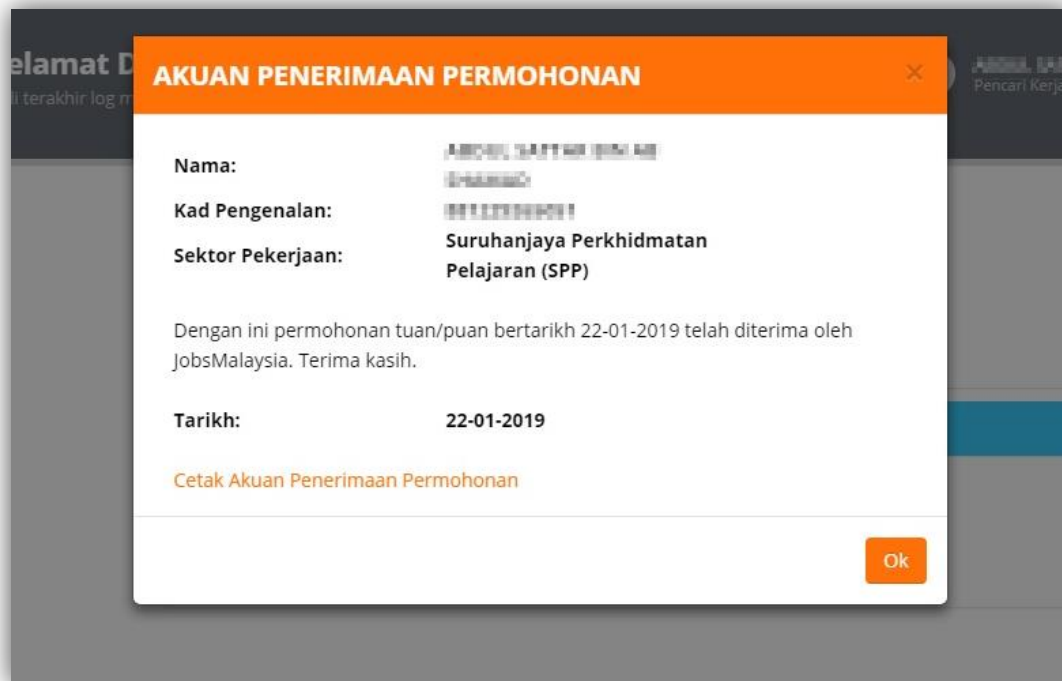 AKUAN PENERIMAAN PERMOHONAN
×
Pencari Kerja
terakhir log
Nama:
Kad Pengenalan:
Sektor Pekerjaan: Suruhanjaya Perkhidmatan
Pelajaran (SPP)
Dengan ini permohonan tuan/puan bertarikh 22-01-2019 telah diterima oleh
JobsMalaysia. Terima kasih.
Tarikh: 22-01-2019
Cetak Akuan Penerimaan Permohonan
Ok